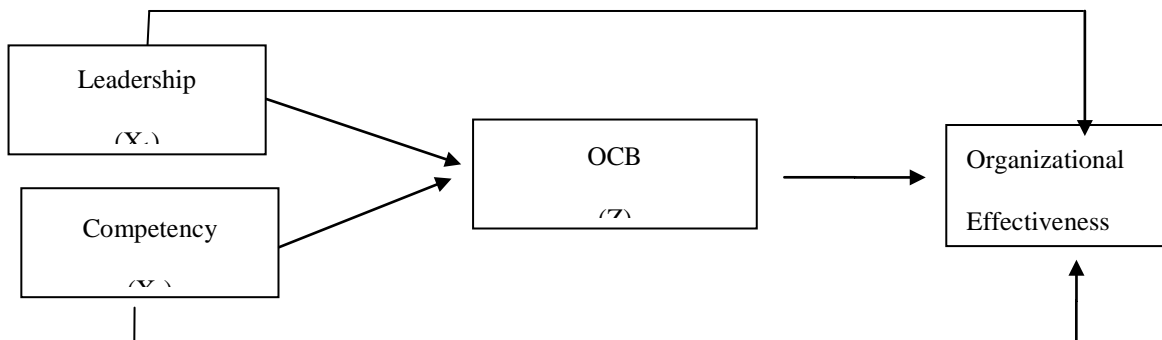 Leadership
Competency
OCB
(Z)
Organizational
Effectiveness